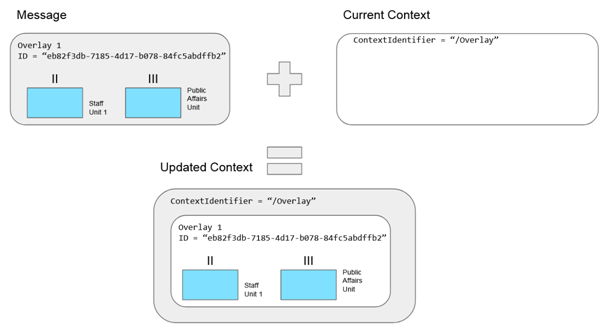 Message
Current Context
Overlay 1
ID = “eb82f3db-7185-4d17-b078-84fc5abdffb2”
II
III
Staff
Unit 1
Public
Affairs
Unit
ContextIdentifier = “/Overlay”
Updated Context
ContextIdentifier = “/Overlay”
Overlay 1
ID = “eb82f3db-7185-4d17-b078-84fc5abdffb2”
II
III
Staff
Unit 1
Public
Affairs
Unit